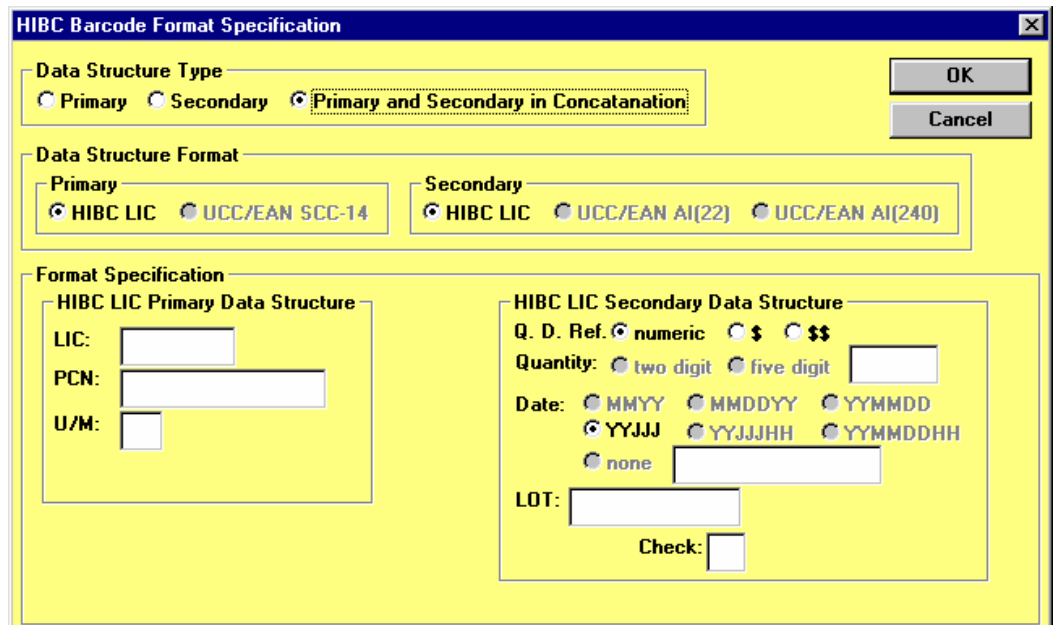 HIBC Barcode Format Specification
Data Structure Type
Primary Secondary Primary and Secondary in Concatanation
OK
Cancel
Data Structure Format
Primary
HIBC LIC UCC/EAN SCC-14
Secondary
HIBC LIC UCC/EAN AI(22) UCC/EAN AI(240)
Format Specification
HIBC LIC Primary Data Structure
LIC:
PCN:
U/M:
HIBC LIC Secondary Data Structure
Q. D. Ref. numeric $ $$
Quantity: two digit five digit
Date: MMYY MMDDYY YYMMDD
YYJJJ YYJJJHH YYMMDDHH
none
LOT:
Check: